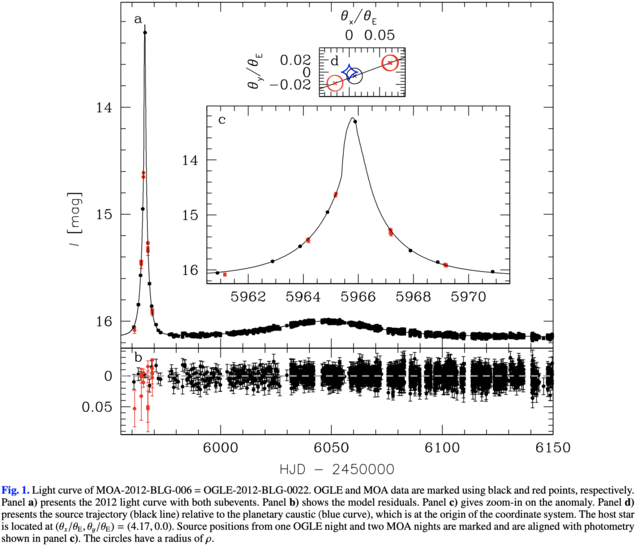 θx/θE
0 0.05
a
d
0.02
0
−0.02
θy/θE
14
15
16
I [mag]
c
14
15
16
5962 5964 5966 5968 5970
b
0
0.05
6000 6050 6100 6150
HJD − 2450000
Fig. 1. Light curve of MOA-2012-BLG-006 = OGLE-2012-BLG-0022. OGLE and MOA data are marked using black and red points, respectively.
Panel a) presents the 2012 light curve with both subevents. Panel b) shows the model residuals. Panel c) gives zoom-in on the anomaly. Panel d)
presents the source trajectory (black line) relative to the planetary caustic (blue curve), which is at the origin of the coordinate system. The host star
is located at (θx/θE, θy/θE) = (4.17, 0.0). Source positions from one OGLE night and two MOA nights are marked and are aligned with photometry
shown in panel c). The circles have a radius of ρ.